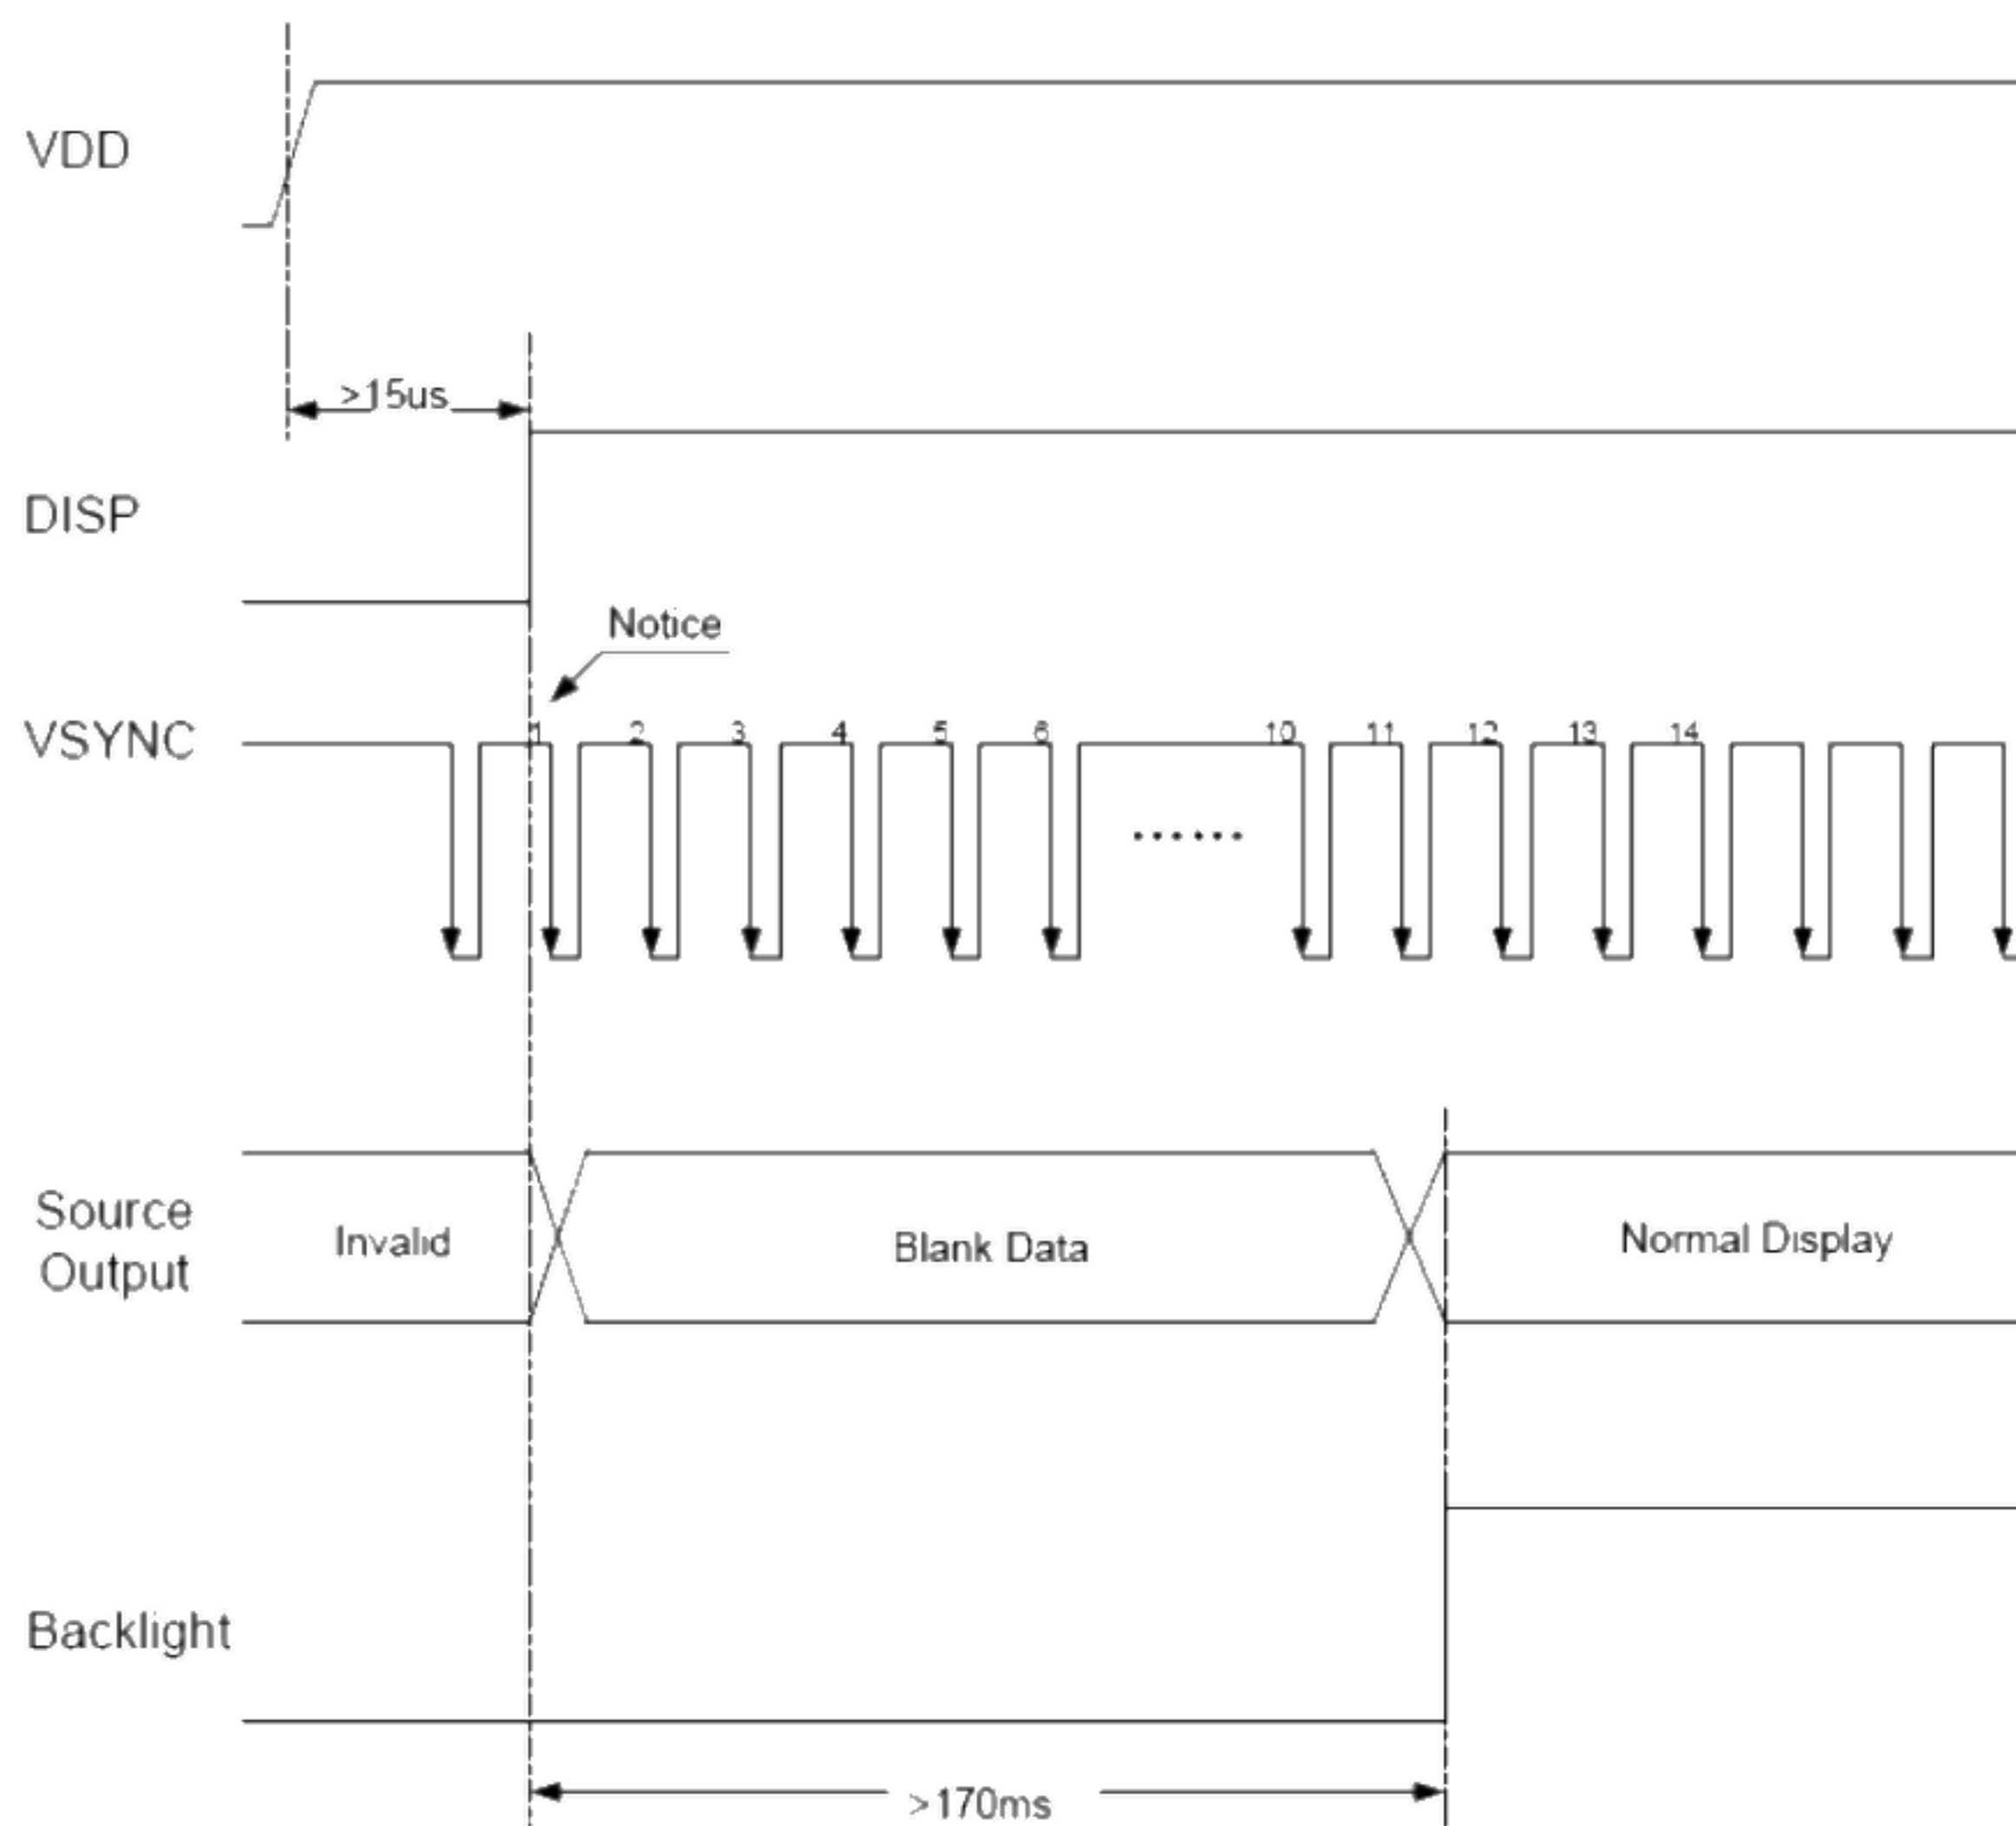 VDD
>15us
DISP
Notice
VSYNC
1 2 3 4 5 6 10 11 12 13 14
......
Source
Output
Invalid
Blank Data
Normal Display
Backlight
>170ms